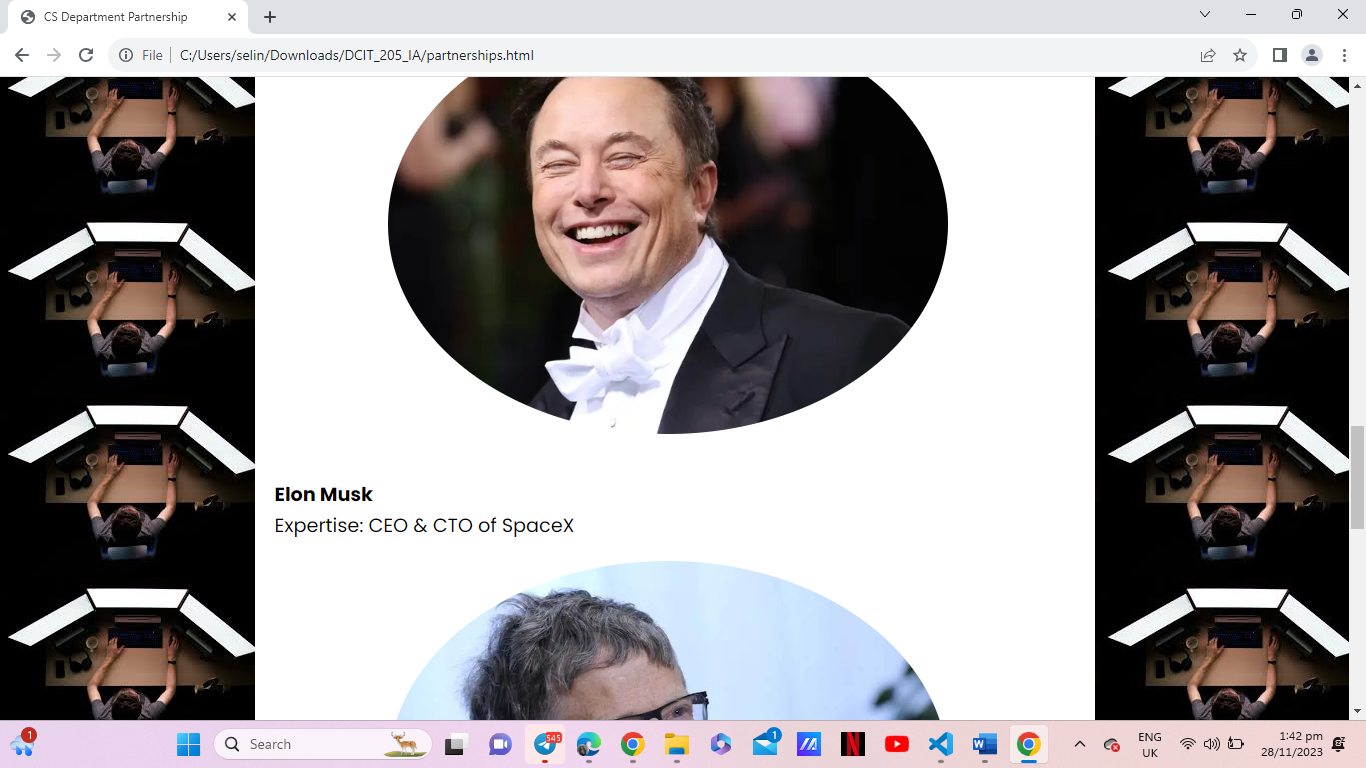 CS Department Partnership
File
C:/Users/selin/Downloads/DCIT_205_IA/partnerships.html
Elon Musk
Expertise: CEO & CTO of SpaceX
1
Search
545
1
N
W
ENG
UK
1:42 pm
28/11/2023